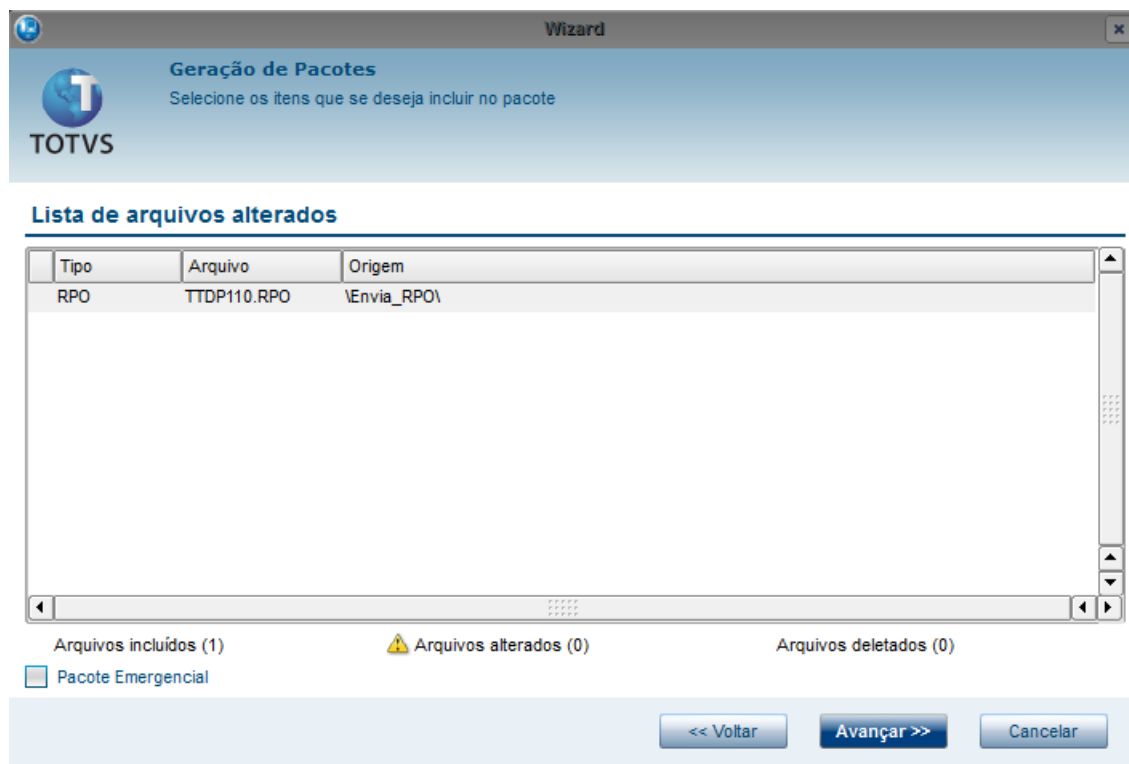 Wizard
Geração de Pacotes
Selecione os itens que se deseja incluir no pacote
TOTVS
Lista de arquivos alterados
Tipo Arquivo Origem
RPO TTDP110.RPO \Envia_RPO\
Arquivos incluídos (1) Arquivos alterados (0) Arquivos deletados (0)
Pacote Emergencial
<< Voltar Avançar >> Cancelar